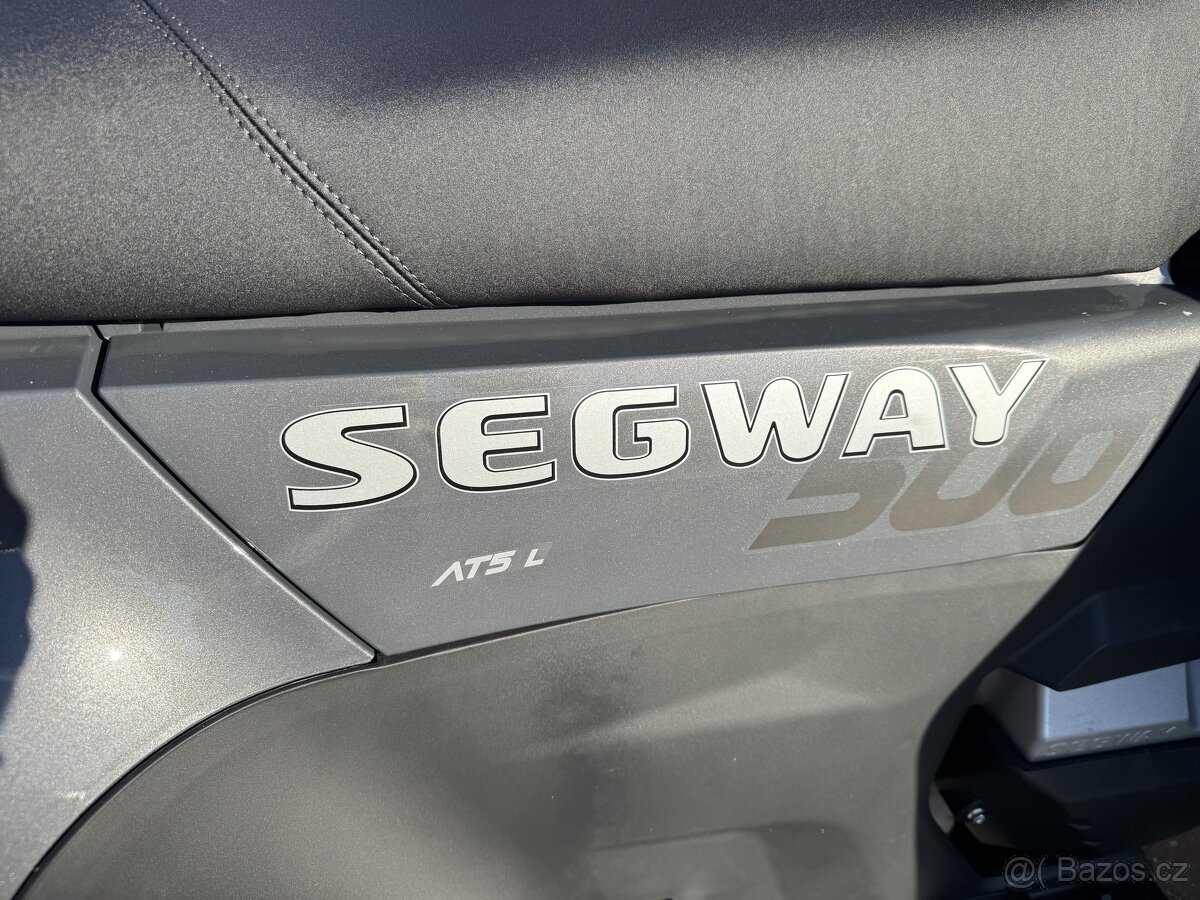 SEGWAY
500
AT5 L
SEGWAY
@( Bazos.cz